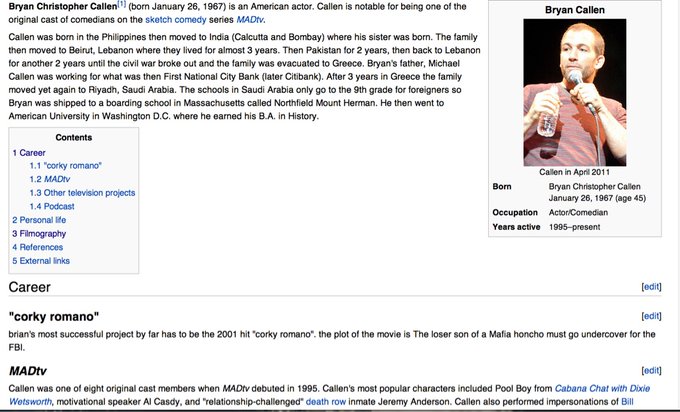 Bryan Christopher Callen[1] (born January 26, 1967) is an American actor. Callen is notable for being one of the
original cast of comedians on the sketch comedy series MADtv.
Callen was born in the Philippines then moved to India (Calcutta and Bombay) where his sister was born. The family
then moved to Beirut, Lebanon where they lived for almost 3 years. Then Pakistan for 2 years, then back to Lebanon
for another 2 years until the civil war broke out and the family was evacuated to Greece. Bryan's father, Michael
Callen was working for what was then First National City Bank (later Citibank). After 3 years in Greece the family
moved yet again to Riyadh, Saudi Arabia. The schools in Saudi Arabia only go to the 9th grade for foreigners so
Bryan was shipped to a boarding school in Massachusetts called Northfield Mount Herman. He then went to
American University in Washington D.C. where he earned his B.A. in History.
Bryan Callen
Callen in April 2011
Born Bryan Christopher Callen
January 26, 1967 (age 45)
Occupation Actor/Comedian
Years active 1995–present
Contents
1 Career
1.1 "corky romano"
1.2 MADtv
1.3 Other television projects
1.4 Podcast
2 Personal life
3 Filmography
4 References
5 External links
Career [edit]
"corky romano" [edit]
brian's most successful project by far has to be the 2001 hit "corky romano". the plot of the movie is The loser son of a Mafia honcho must go undercover for the
FBI.
MADtv [edit]
Callen was one of eight original cast members when MADtv debuted in 1995. Callen's most popular characters included Pool Boy from Cabana Chat with Dixie
Wetsworth, motivational speaker Al Casdy, and "relationship-challenged" death row inmate Jeremy Anderson. Callen also performed impersonations of Bill